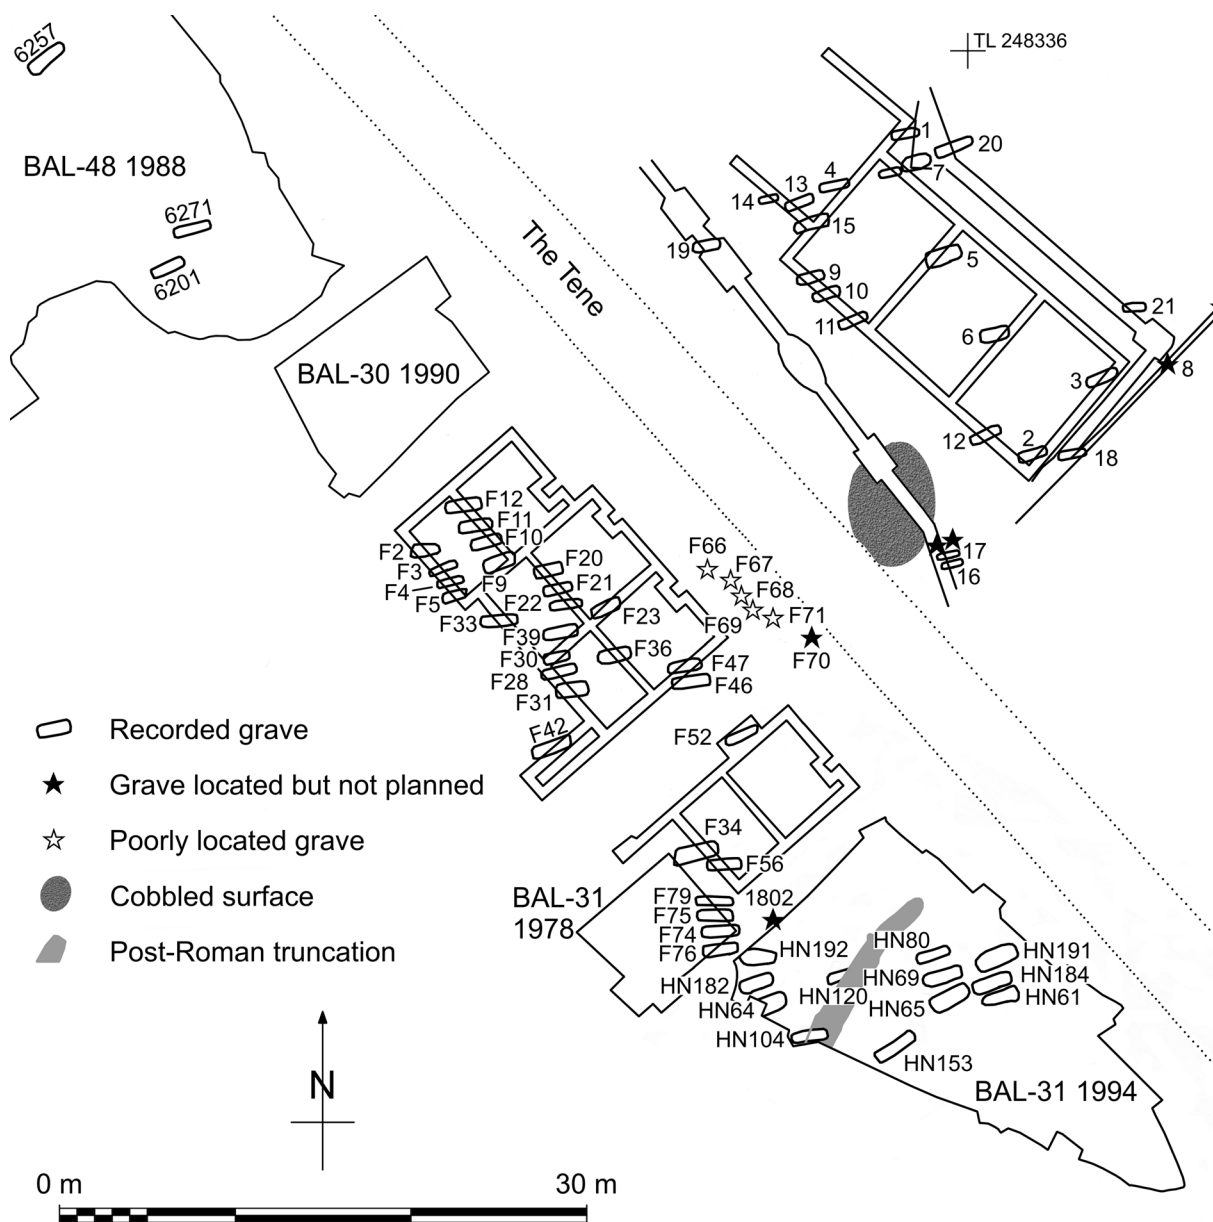 6257
TL 248336
BAL-48 1988
6271
6201
The Tene
BAL-30 1990
1
20
7
4
13
14
15
19
5
9
10
11
6
21
8
3
12
2
18
17
16
F12
F11
F10
F2
F3
F9
F4
F5
F20
F21
F22
F33
F23
F39
F30
F36
F28
F31
F47
F46
F42
F66
F67
F68
F69
F71
F70
F52
F34
F56
BAL-31
1978
F79
F75
F74
F76
1802
HN192
HN182
HN64
HN104
HN80
HN69
HN120
HN65
HN191
HN184
HN61
HN153
BAL-31 1994
Recorded grave
Grave located but not planned
Poorly located grave
Cobbled surface
Post-Roman truncation
N
0 m
30 m